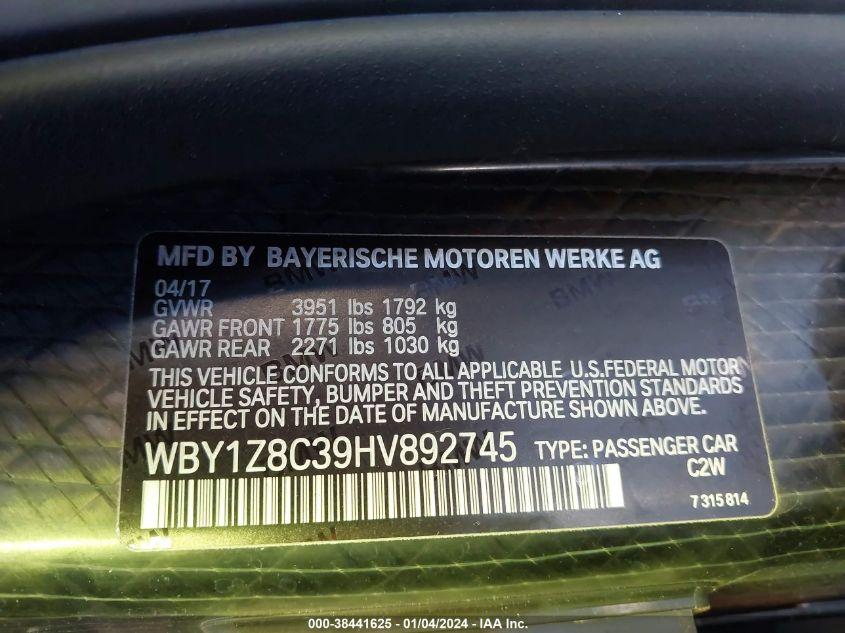 MFD BY BAYERISCHE MOTOREN WERKE AG
04/17
GVWR 3951 lbs 1792 kg
GAWR FRONT 1775 lbs 805 kg
GAWR REAR 2271 lbs 1030 kg
THIS VEHICLE CONFORMS TO ALL APPLICABLE U.S.FEDERAL MOTOR
VEHICLE SAFETY, BUMPER AND THEFT PREVENTION STANDARDS
IN EFFECT ON THE DATE OF MANUFACTURE SHOWN ABOVE.
WBY1Z8C39HV892745 TYPE: PASSENGER CAR
C2W
7315814
000-38441625 - 01/04/2024 - IAA Inc.